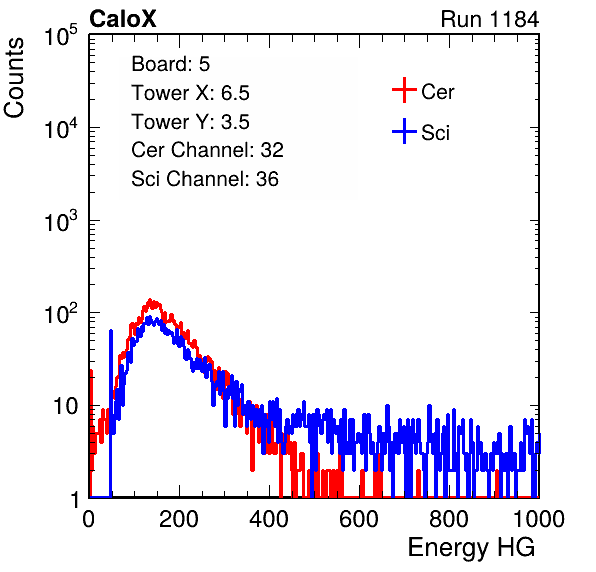 CaloX Run 1184
Counts
10^5
10^4
10^3
10^2
10
1
Board: 5
Tower X: 6.5
Tower Y: 3.5
Cer Channel: 32
Sci Channel: 36
Cer
Sci
0 200 400 600 800 1000
Energy HG